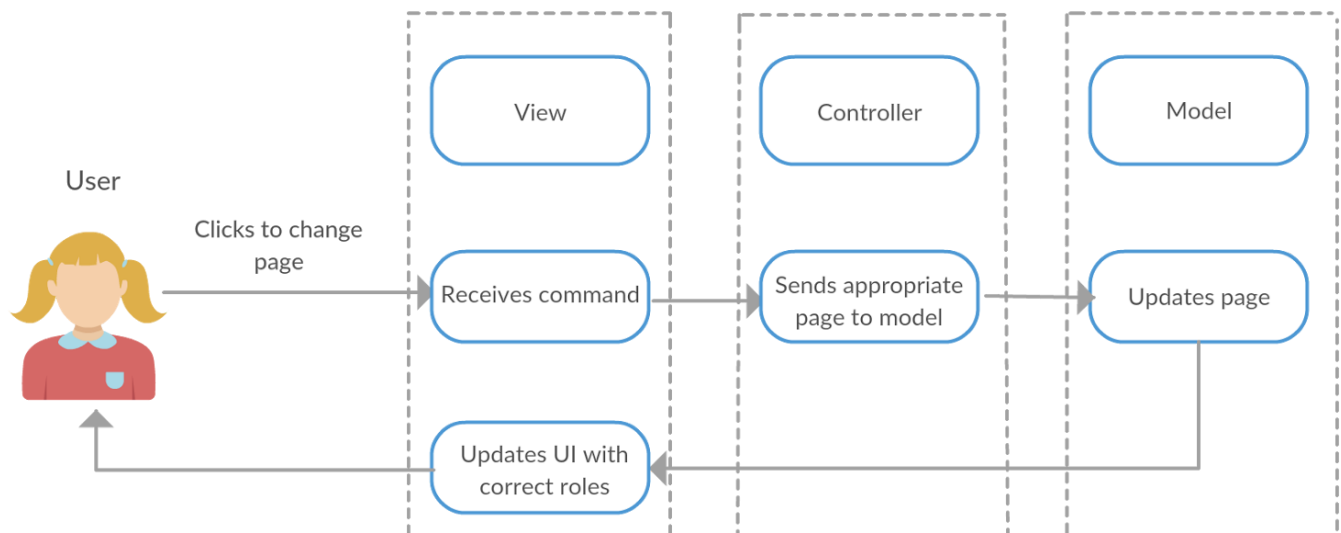 View
Controller
Model
User
Clicks to change
page
Receives command
Sends appropriate
page to model
Updates page
Updates UI with
correct roles